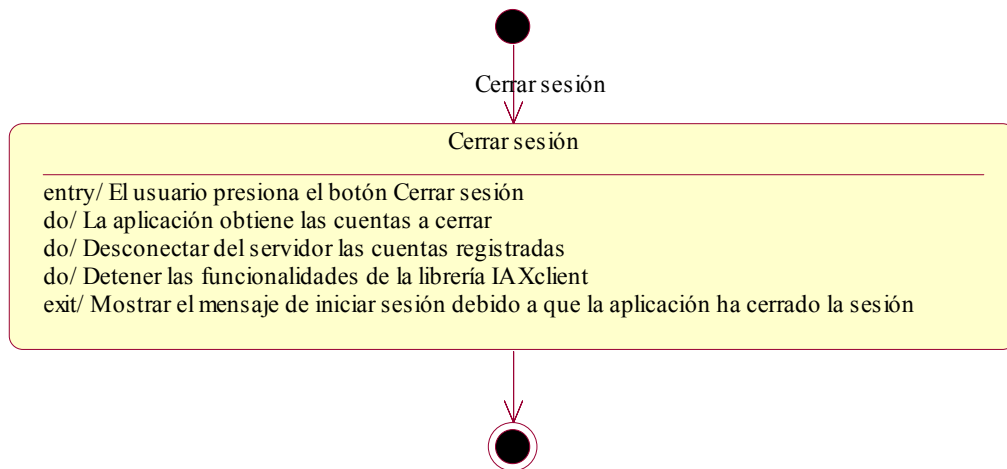 Cerrar sesión
Cerrar sesión
entry/ El usuario presiona el botón Cerrar sesión
do/ La aplicación obtiene las cuentas a cerrar
do/ Desconectar del servidor las cuentas registradas
do/ Detener las funcionalidades de la librería IAXclient
exit/ Mostrar el mensaje de iniciar sesión debido a que la aplicación ha cerrado la sesión